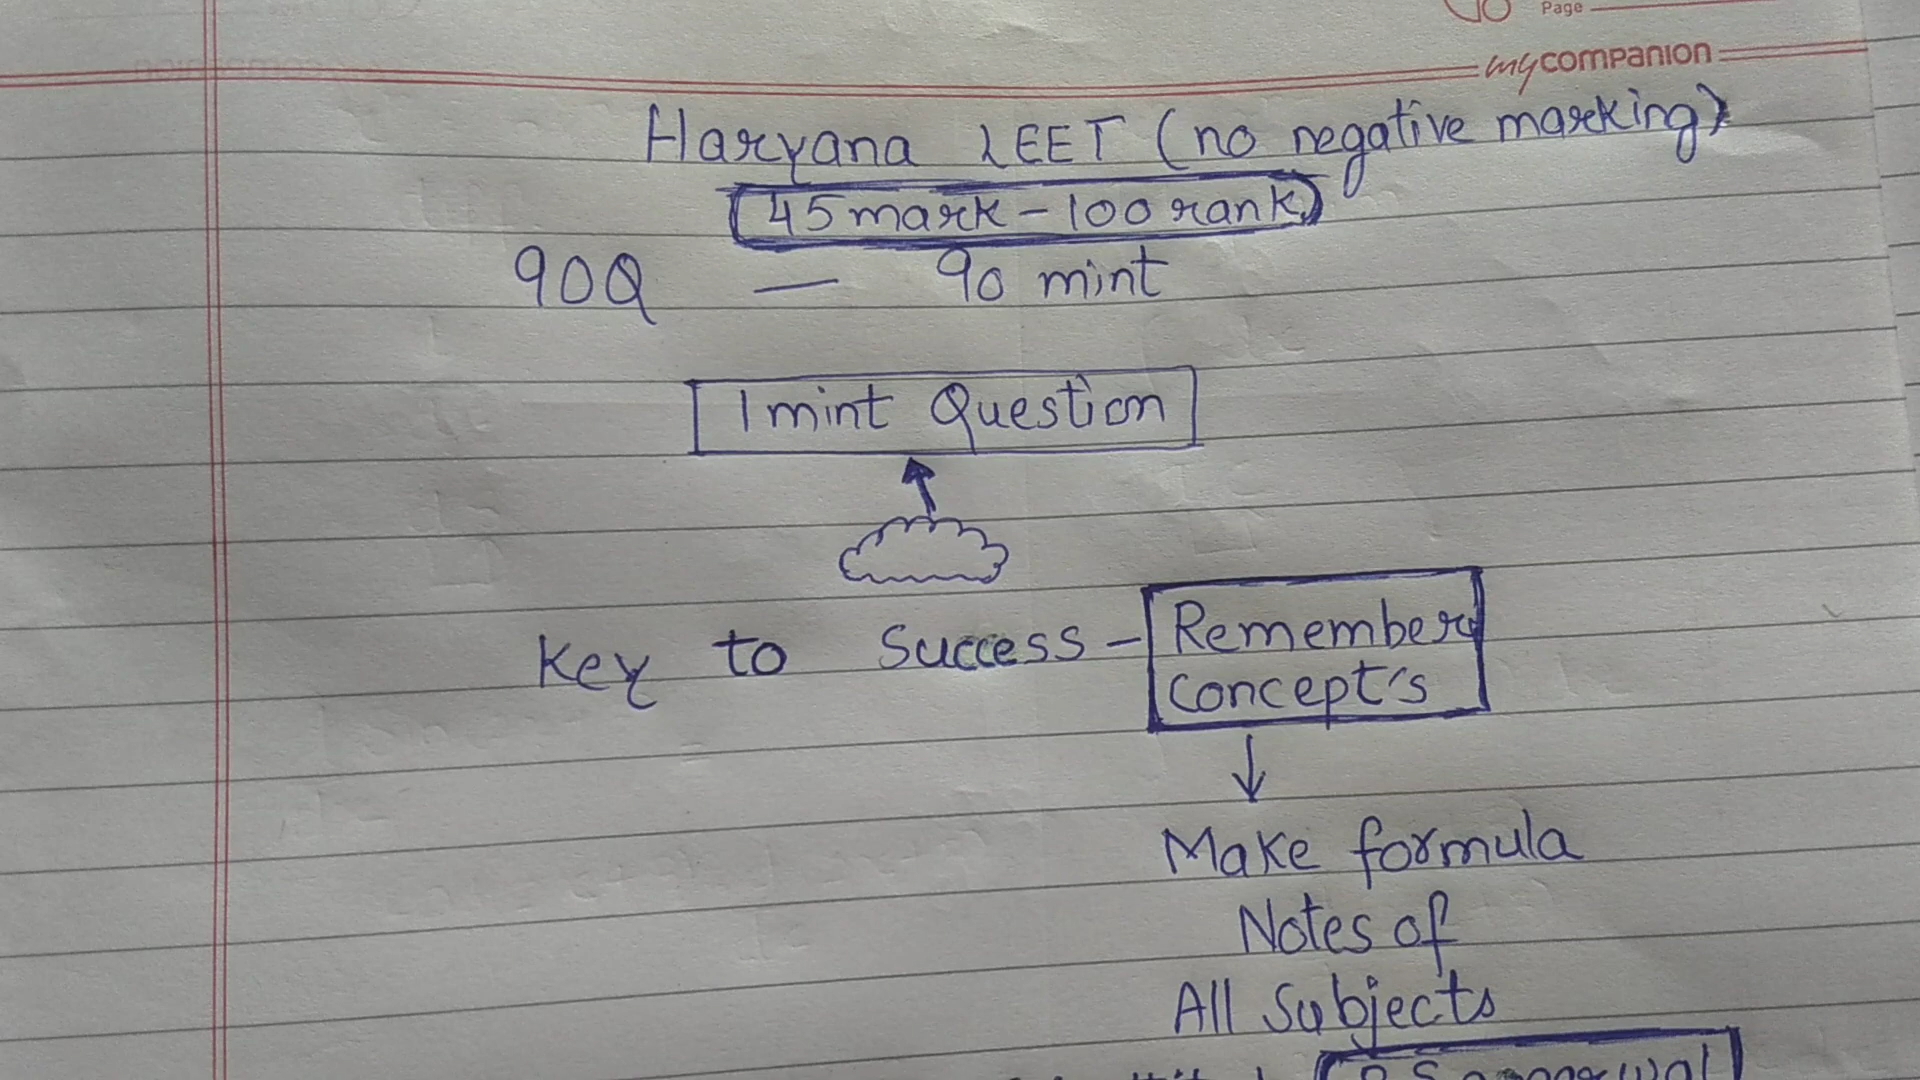 Page
mycompanion
Haryana LEET (no negative marking)
(45 mark - 100 rank)
90Q — 90 mint
1 mint Question
Key to Success - Remember
concept's
Make formula
Notes of
All Subjects